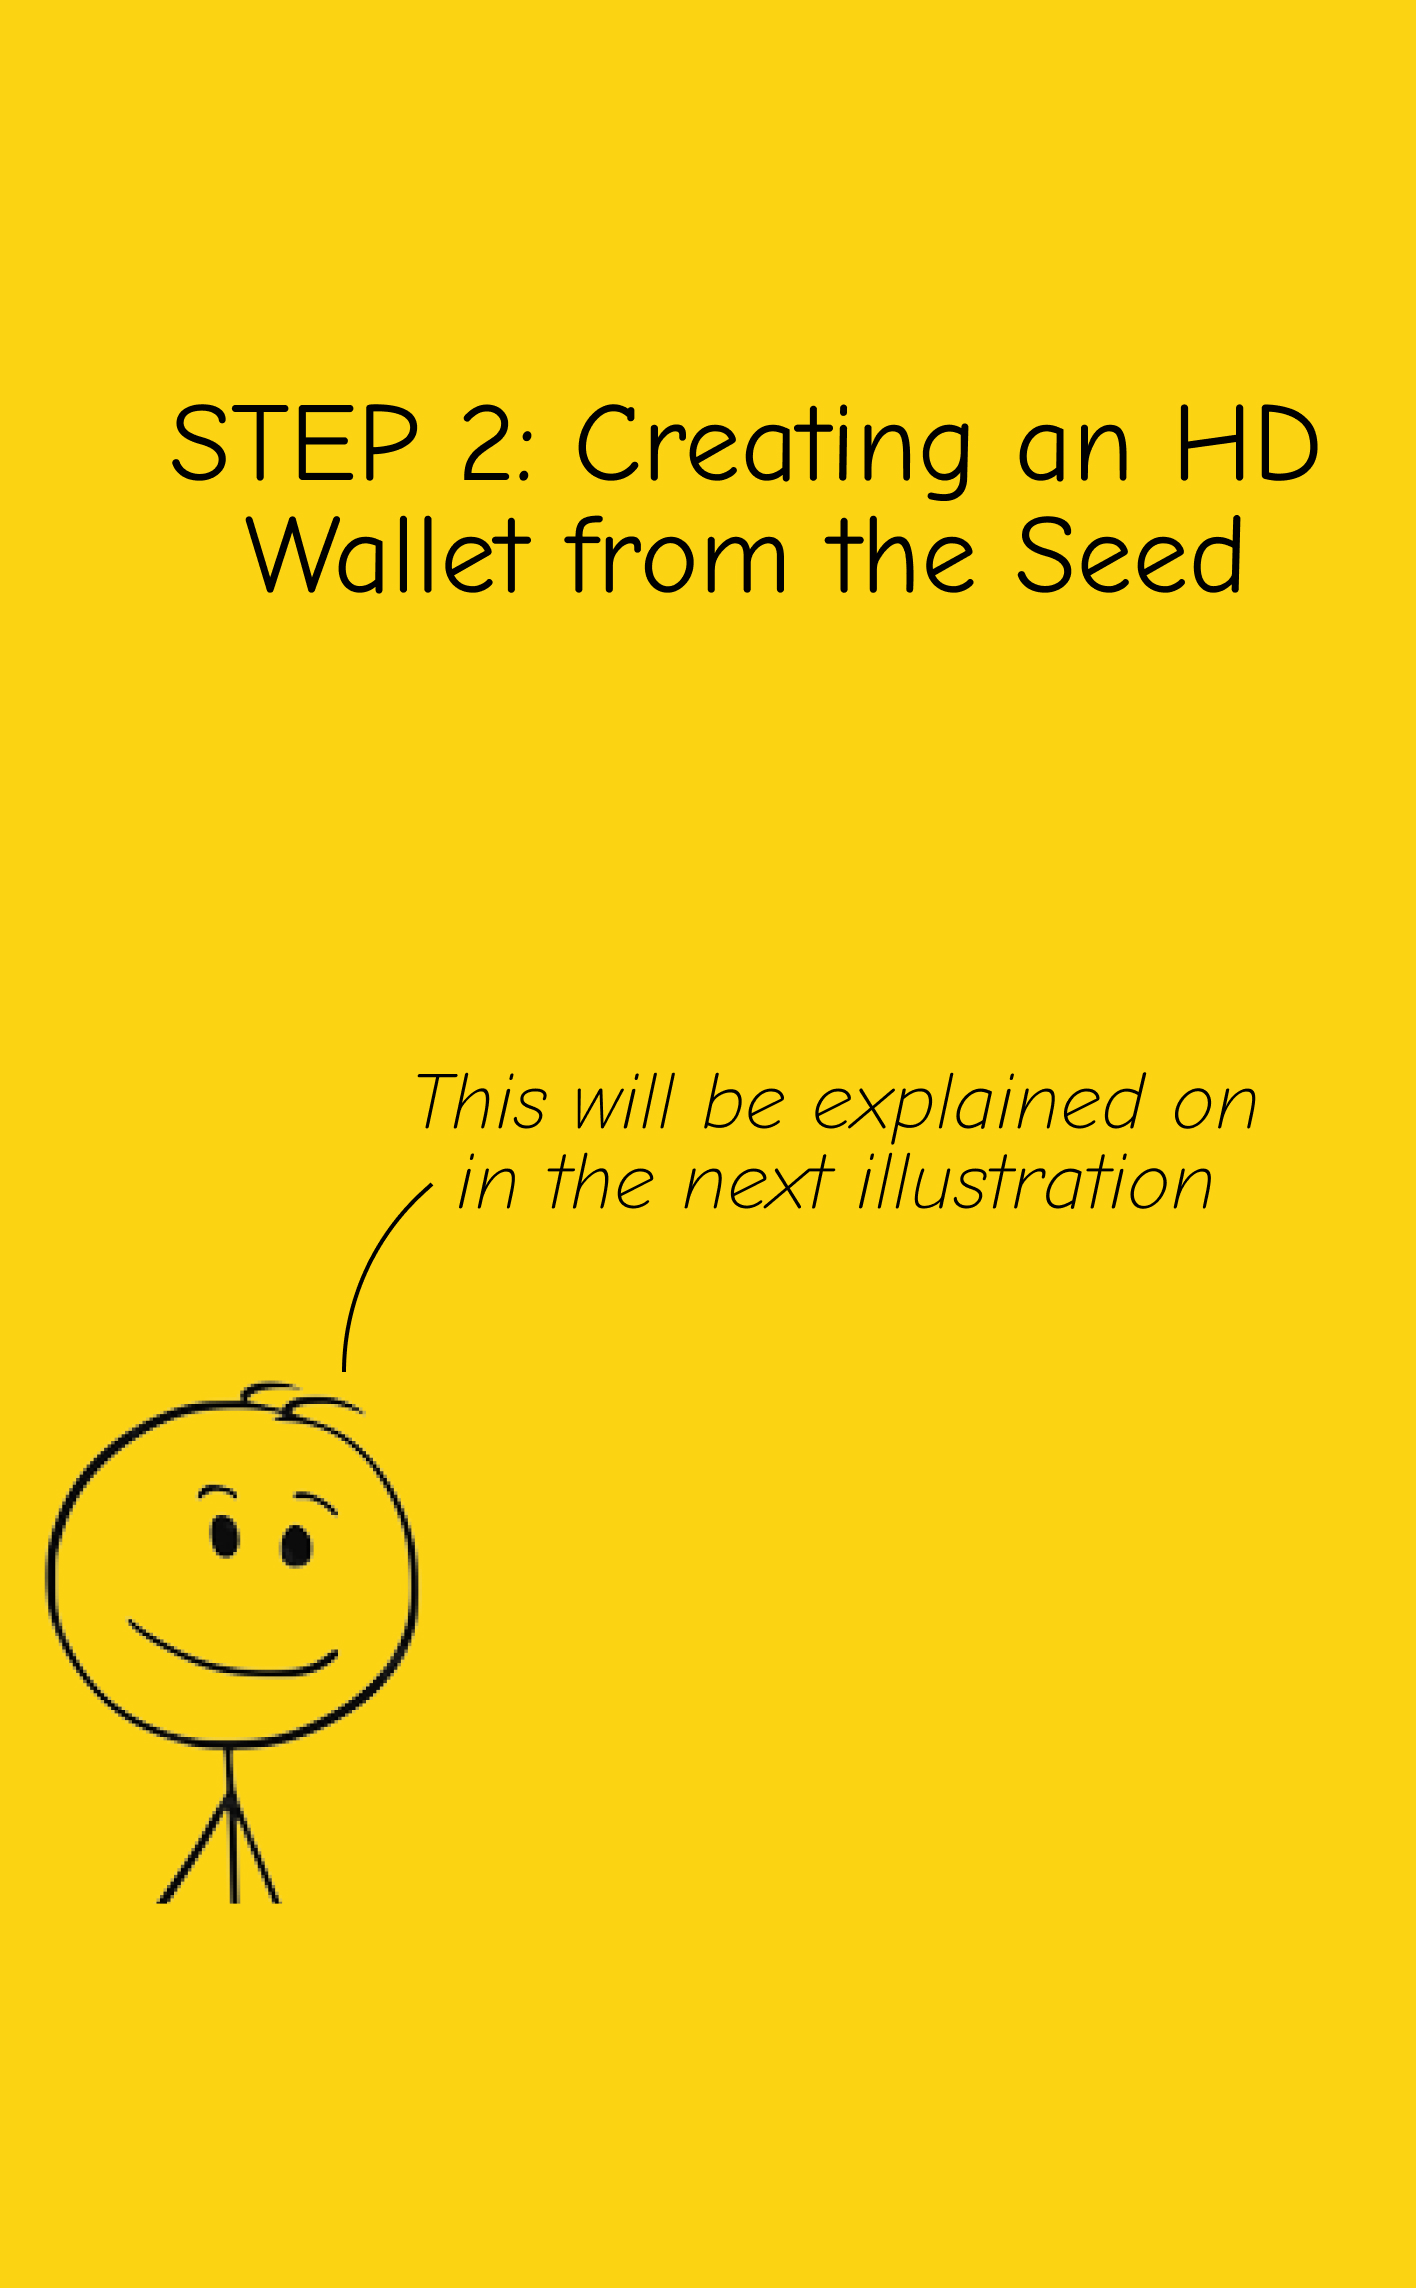 STEP 2: Creating an HD
Wallet from the Seed
This will be explained on
in the next illustration